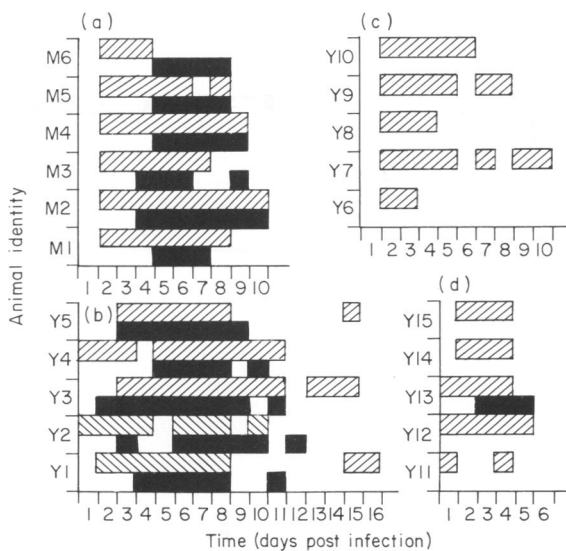 (a)
M6
M5
M4
M3
M2
M1
1 2 3 4 5 6 7 8 9 10
(c)
Y10
Y9
Y8
Y7
Y6
1 2 3 4 5 6 7 8 9 10
Animal identity
(b)
Y5
Y4
Y3
Y2
Y1
1 2 3 4 5 6 7 8 9 10 11 12 13 14 15 16
(d)
Y15
Y14
Y13
Y12
Y11
1 2 3 4 5 6
Time (days post infection)